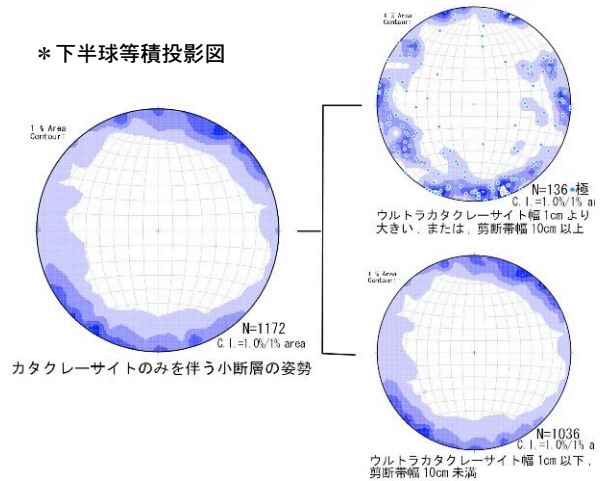 ＊下半球等積投影図
1 % Area
Contour:
N=1172
C.I.=1.0%/1% area
カタクレーサイトのみを伴う小断層の姿勢
1 % Area
Contour:
N=136 •極
C.I.=1.0%/1% ar
ウルトラカタクレーサイト幅1cmより
大きい，または，剪断帯幅10cm以上
1 % Area
Contour:
N=1036
C.I.=1.0%/1% a
ウルトラカタクレーサイト幅1cm以下，
剪断帯幅10cm未満